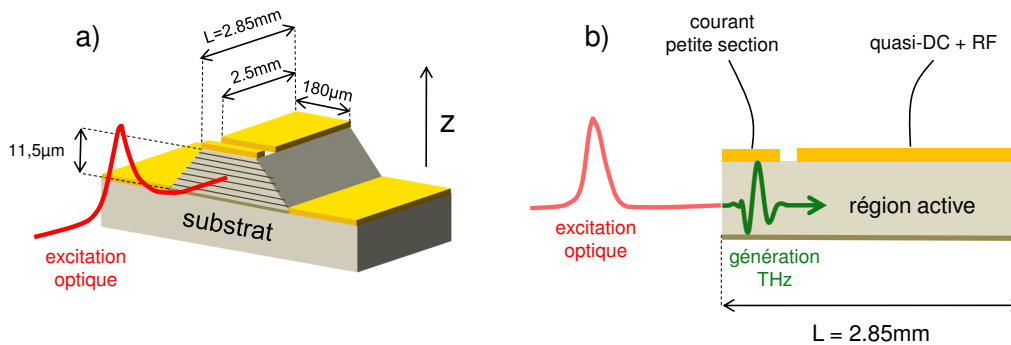 a)
L=2.85mm
2.5mm
180µm
11,5µm
z
substrat
excitation
optique
b)
courant
petite section
quasi-DC + RF
excitation
optique
région active
génération
THz
L = 2.85mm